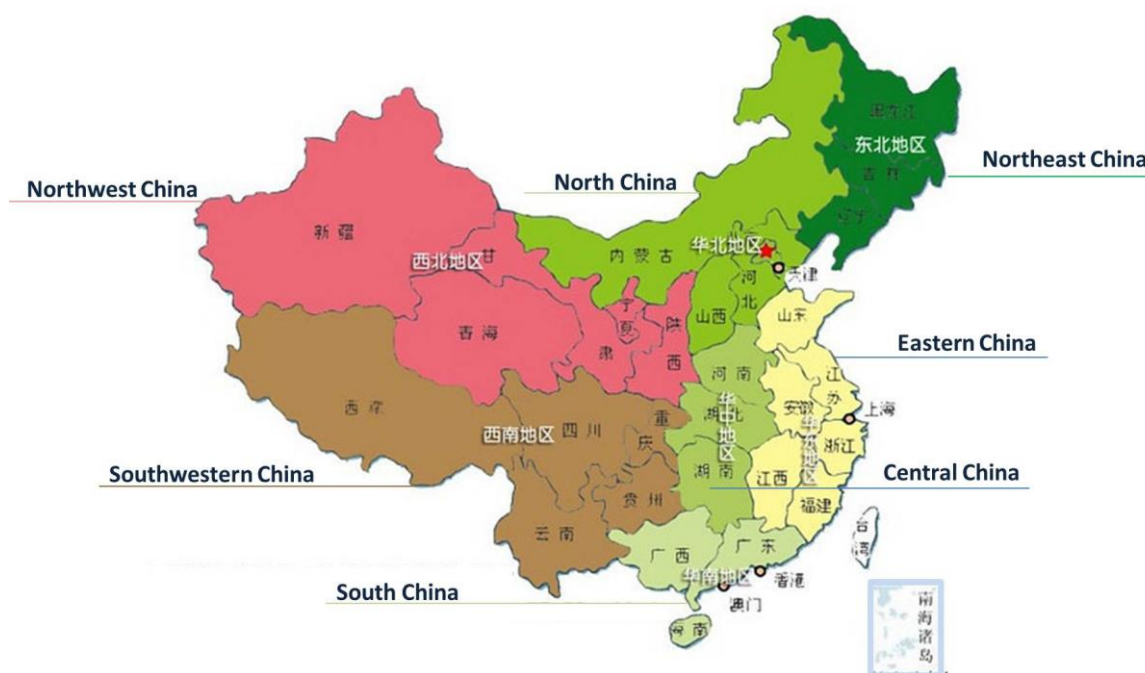 Northwest China
North China
Northeast China
黑龙江
东北地区
吉林
辽宁
新疆
西北地区
甘
内蒙古
华北地区
天津
河
北
山西
山东
宁
夏
陕
西
青海
肃
Eastern China
河南
江
苏
安徽
上海
湖北
华中地区
华东地区
西藏
西南地区
四川
重
庆
浙江
Southwestern China
湖南
江西
Central China
贵州
福建
云南
台
湾
广西
广东
华南地区
香港
澳门
South China
海南
南
海
诸
岛